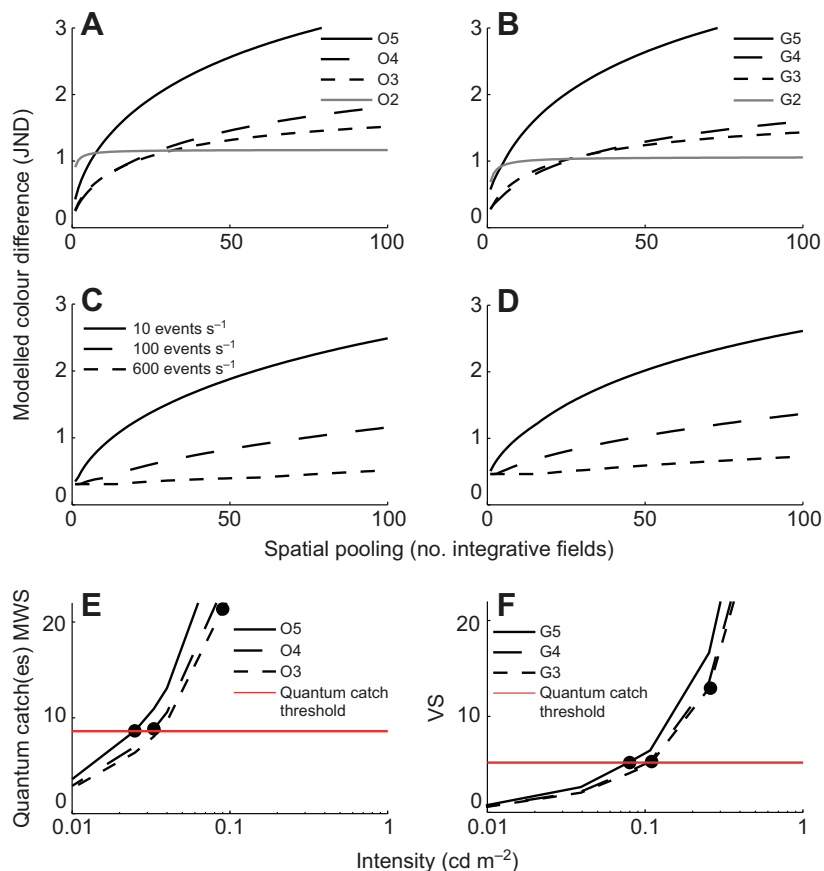 A
3
2
1
0
0
50
100
O5
O4
O3
O2
B
3
2
1
0
0
50
100
G5
G4
G3
G2
Modelled colour difference (JND)
C
3
2
1
0
0
50
100
10 events s⁻¹
100 events s⁻¹
600 events s⁻¹
D
3
2
1
0
0
50
100
Spatial pooling (no. integrative fields)
E
Quantum catch(es) MWS
20
10
0
0.01
0.1
1
O5
O4
O3
Quantum catch
threshold
F
VS
20
10
0
0.01
0.1
1
G5
G4
G3
Quantum catch
threshold
Intensity (cd m⁻²)